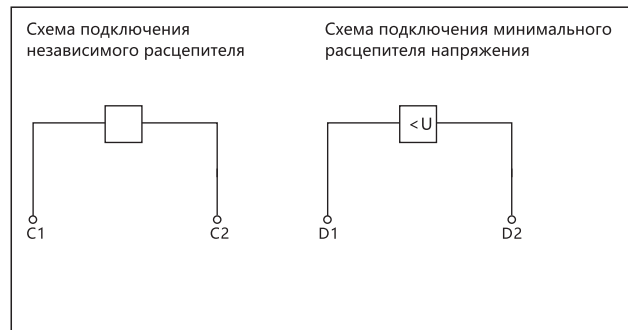 Схема подключения
независимого расцепителя
Схема подключения минимального
расцепителя напряжения
<U
C1
C2
D1
D2